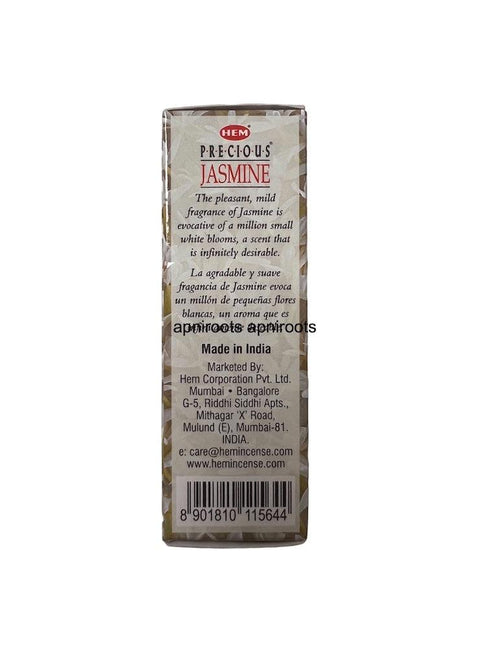 HEM
PRECIOUS®
JASMINE
The pleasant, mild
fragrance of Jasmine is
evocative of a million small
white blooms, a scent that
is infinitely desirable.
La agradable y suave
fragancia de Jasmine evoca
un millón de pequeñas flores
blancas, un aroma que es
apniroots apniroots
Made in India
Marketed By:
Hem Corporation Pvt. Ltd.
Mumbai • Bangalore
G-5, Riddhi Siddhi Apts.,
Mithagar 'X' Road,
Mulund (E), Mumbai-81.
INDIA.
e: care@hemincense.com
www.hemincense.com
8 901810 115644